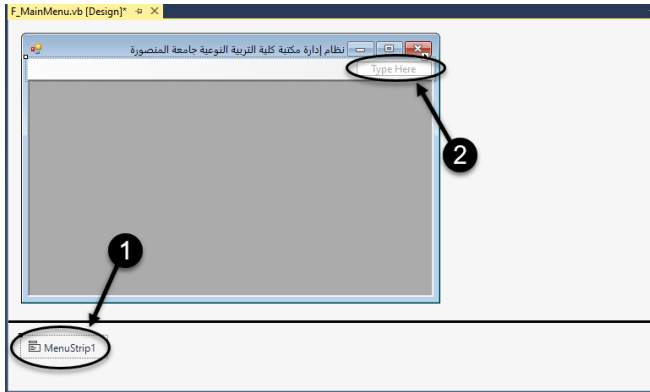 F_MainMenu.vb [Design]*
نظام إدارة مكتبة كلية التربية النوعية جامعة المنصورة
Type Here
2
1
MenuStrip1